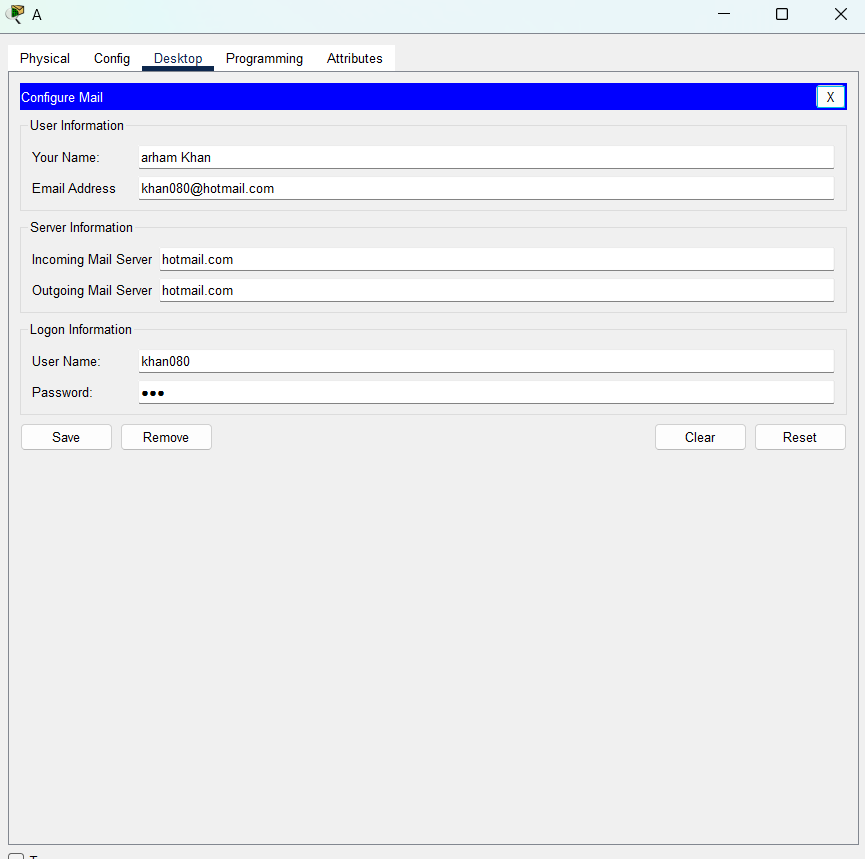 A
Physical Config Desktop Programming Attributes
Configure Mail X
User Information
Your Name: arham Khan
Email Address khan080@hotmail.com
Server Information
Incoming Mail Server hotmail.com
Outgoing Mail Server hotmail.com
Logon Information
User Name: khan080
Password: ●●●
Save Remove Clear Reset